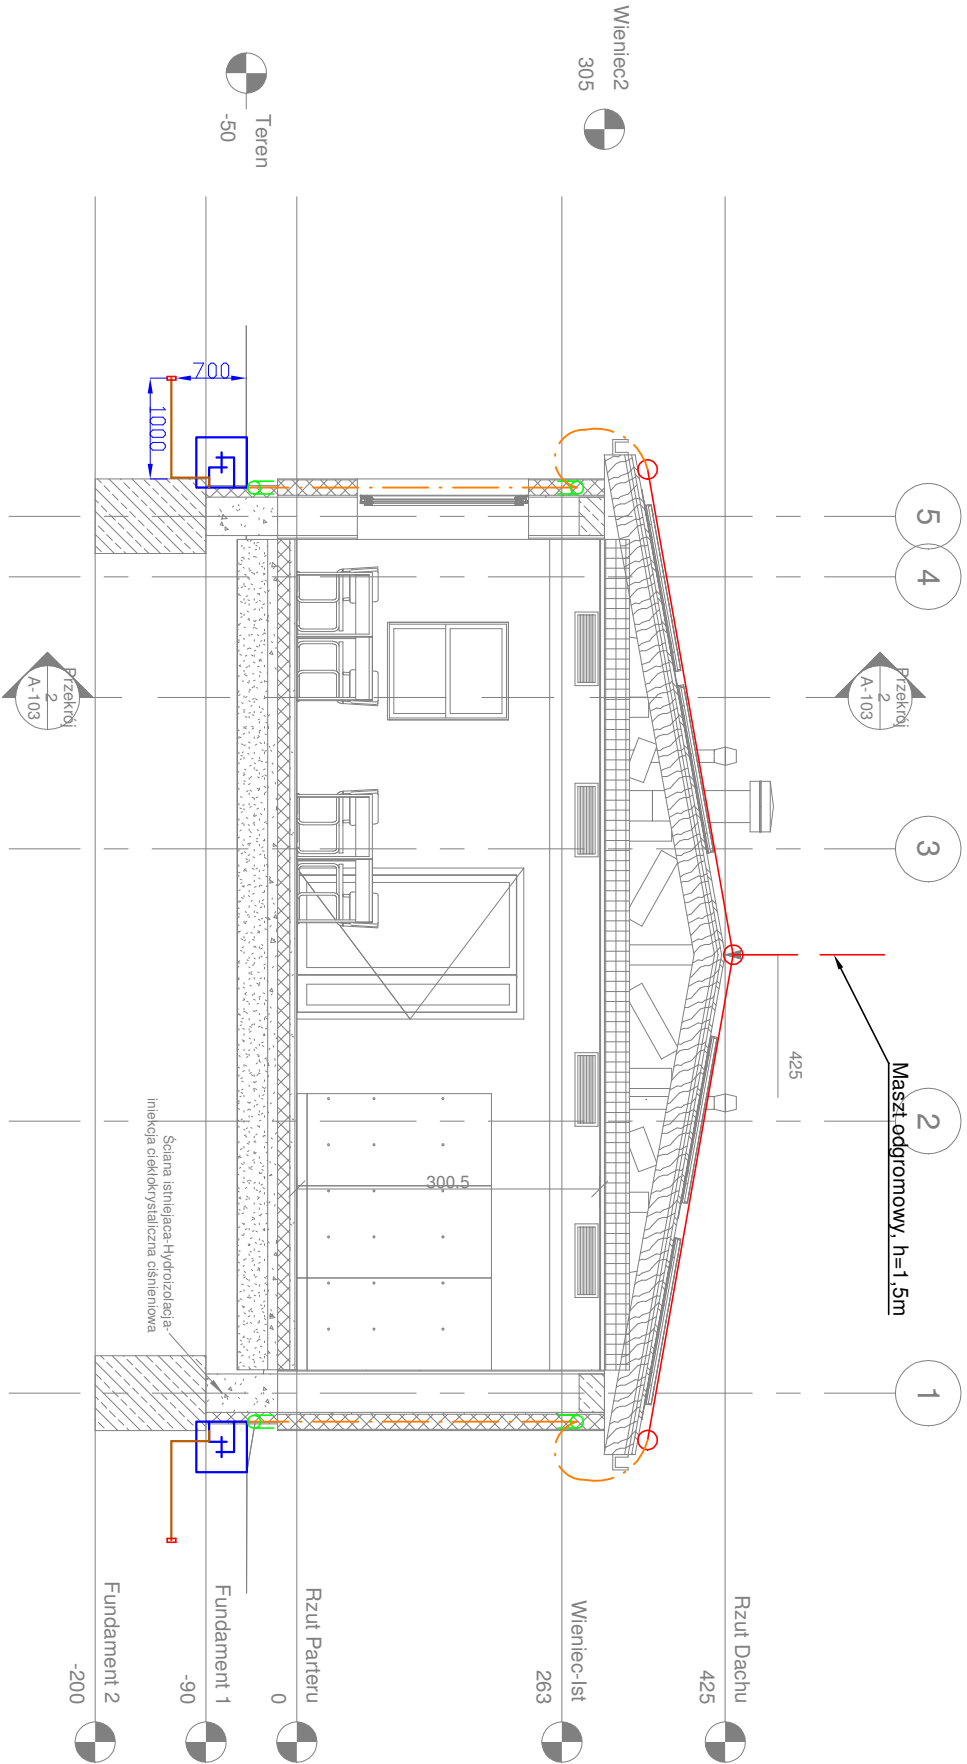 Wieniec2
305
Teren
-50
700
1000
5
4
3
2
1
Przekrój
2
A-103
Przekrój
2
A-103
425
Maszt odgromowy, h=1,5m
300.5
Ściana istniejaca-Hydroizolacja-
iniekcja ciekłokrystaliczna ciśnieniowa
Rzut Dachu
425
Wieniec-Ist
263
Rzut Parteru
0
Fundament 1
-90
Fundament 2
-200